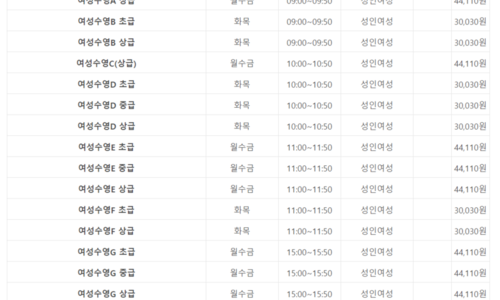 여성수영A 상급 월수금 09:00~09:50 성인여성 44,110원
여성수영B 초급 화목 09:00~09:50 성인여성 30,030원
여성수영B 상급 화목 09:00~09:50 성인여성 30,030원
여성수영C(상급) 월수금 10:00~10:50 성인여성 44,110원
여성수영D 초급 화목 10:00~10:50 성인여성 30,030원
여성수영D 중급 화목 10:00~10:50 성인여성 30,030원
여성수영D 상급 화목 10:00~10:50 성인여성 30,030원
여성수영E 초급 월수금 11:00~11:50 성인여성 44,110원
여성수영E 중급 월수금 11:00~11:50 성인여성 44,110원
여성수영E 상급 월수금 11:00~11:50 성인여성 44,110원
여성수영F 초급 화목 11:00~11:50 성인여성 30,030원
여성수영F 상급 화목 11:00~11:50 성인여성 30,030원
여성수영G 초급 월수금 15:00~15:50 성인여성 44,110원
여성수영G 중급 월수금 15:00~15:50 성인여성 44,110원
여성수영G 상급 월수금 15:00~15:50 성인여성 44,110원